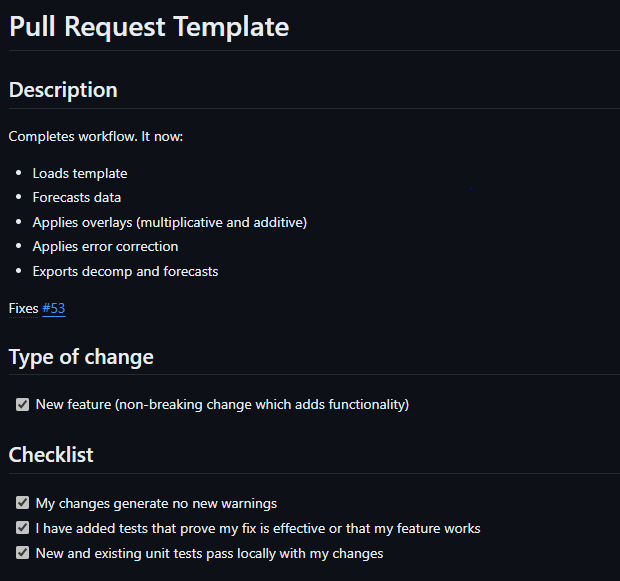 Pull Request Template
Description
Completes workflow. It now:
Loads template
Forecasts data
Applies overlays (multiplicative and additive)
Applies error correction
Exports decomp and forecasts
Fixes #53
Type of change
New feature (non-breaking change which adds functionality)
Checklist
My changes generate no new warnings
I have added tests that prove my fix is effective or that my feature works
New and existing unit tests pass locally with my changes